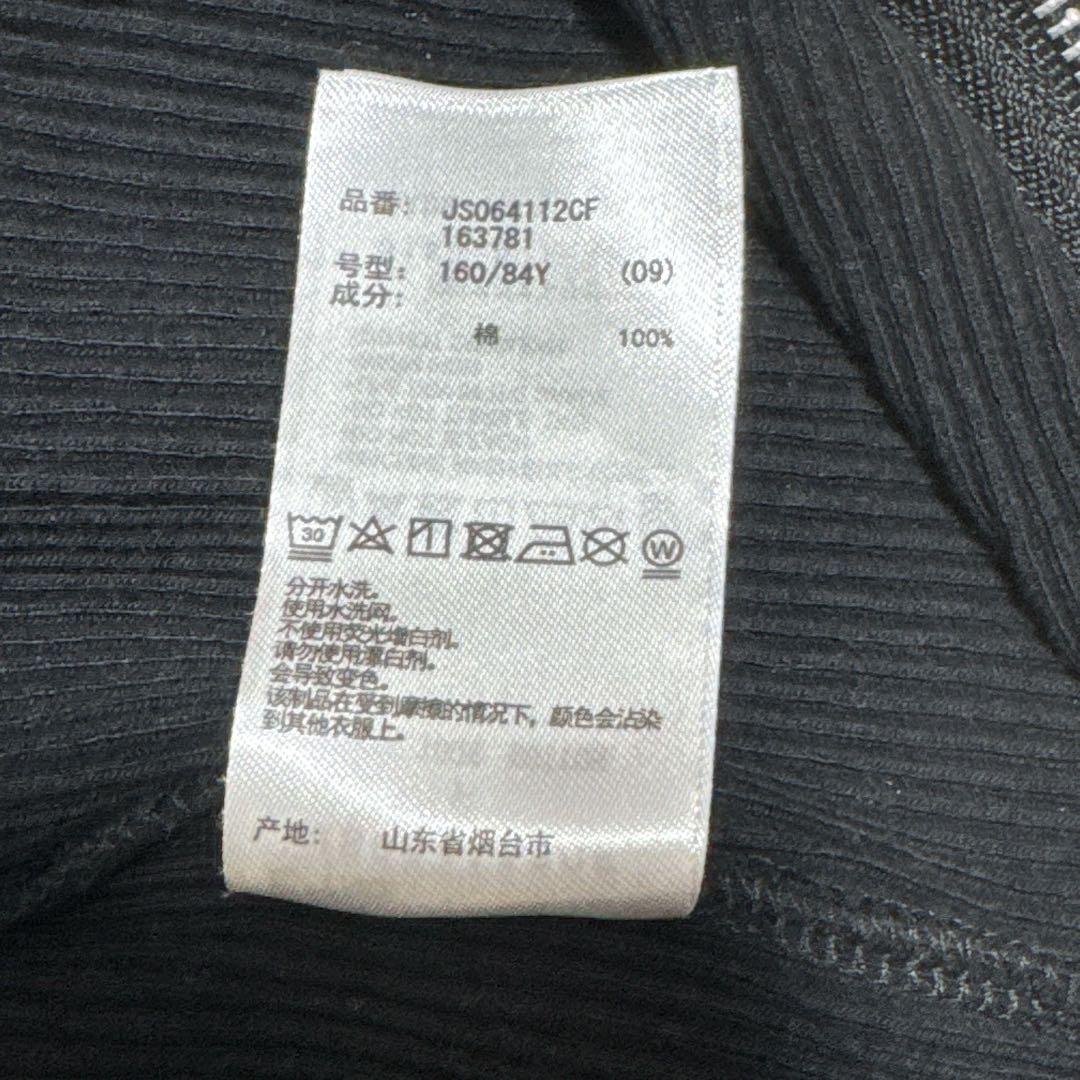 品番: JS064112CF
163781
号型: 160/84Y (09)
成分:
棉 100%
30
W
分开水洗。
使用水洗网。
不使用荧光增白剂。
请勿使用漂白剂。
会导致变色。
该制品在受到摩擦的情况下，颜色会沾染
到其他衣服上。
产地: 山东省烟台市